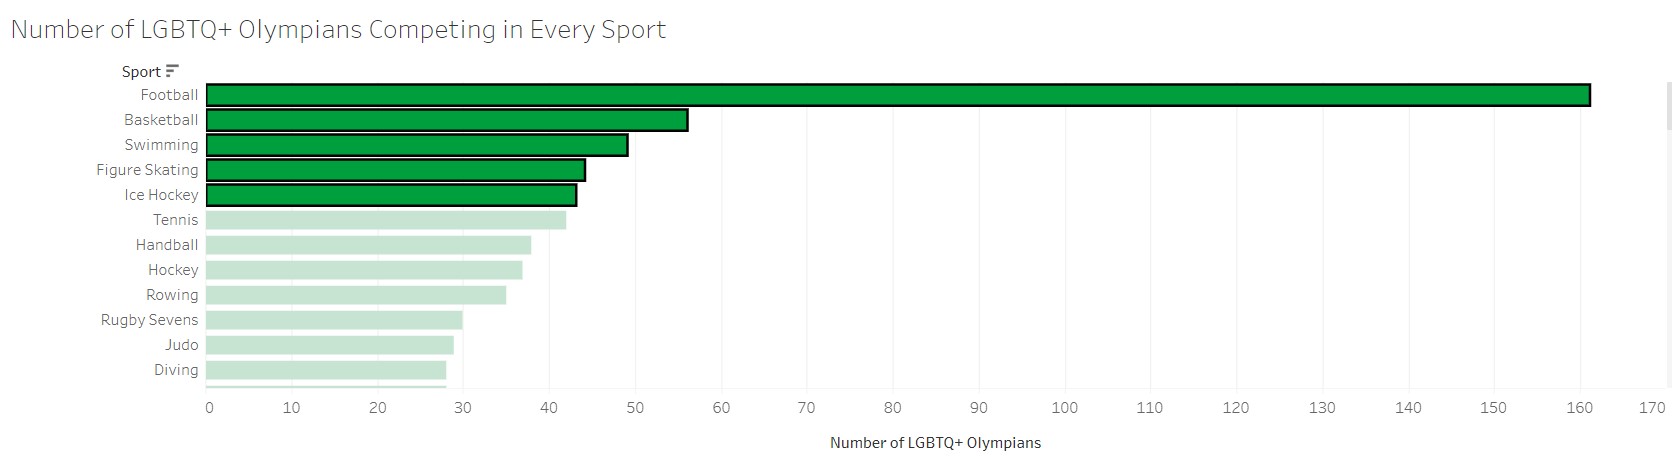 Number of LGBTQ+ Olympians Competing in Every Sport
Sport
Football
Basketball
Swimming
Figure Skating
Ice Hockey
Tennis
Handball
Hockey
Rowing
Rugby Sevens
Judo
Diving
0 10 20 30 40 50 60 70 80 90 100 110 120 130 140 150 160 170
Number of LGBTQ+ Olympians